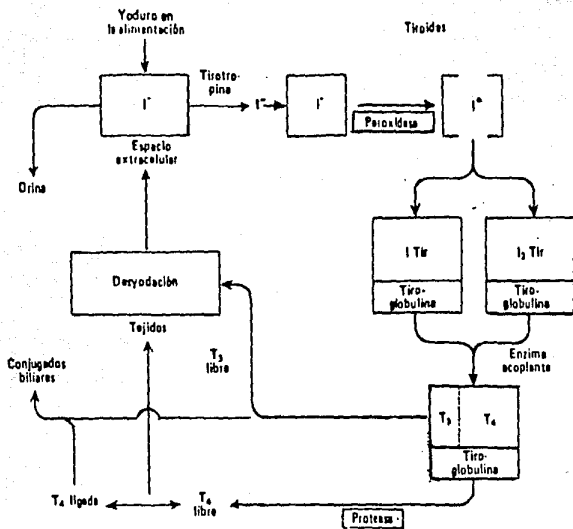 Yoduro en
la alimentación
Tiroides
Tirotro-
pina
I⁻
I⁻
I⁻
Peroxidasa
I*
Espacio
extracelular
Orina
I Tir
I₂ Tir
Tiro-
globulina
Tiro-
globulina
Desyodación
Tejidos
Enzima
acoplante
T₃
libre
Conjugados
biliares
T₃
T₄
Tiro-
globulina
T₄ ligada
T₄
libre
Proteasa